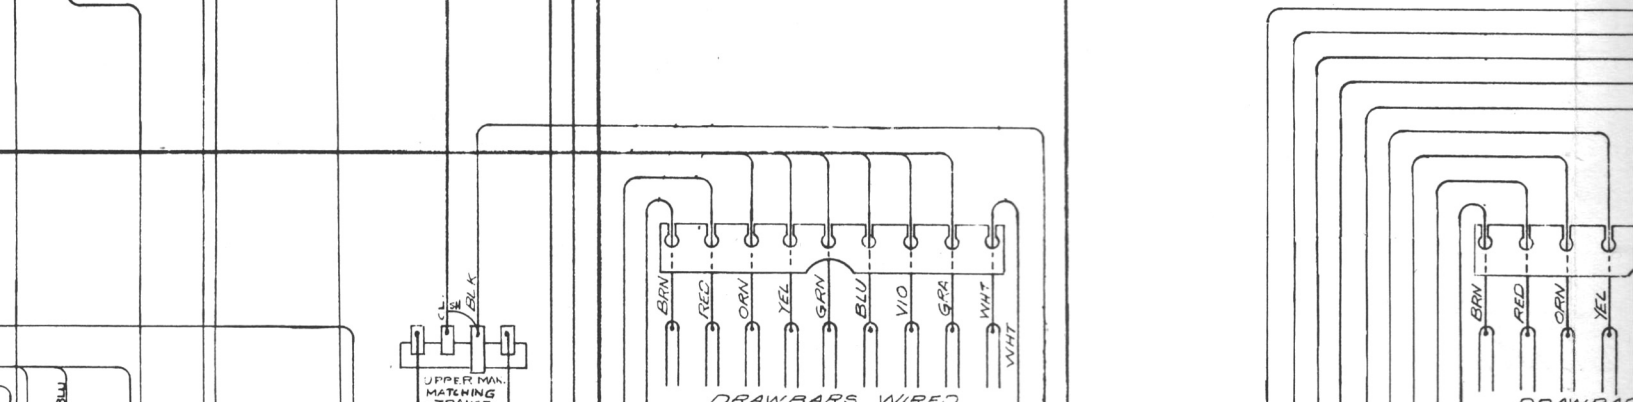 BLK
BRN
RED
ORN
YEL
GRN
BLU
VIO
GRA
WHT
WHT
BRN
RED
ORN
YEL
UPPER MAN.
MATCHING
DRAWBARS WIRED